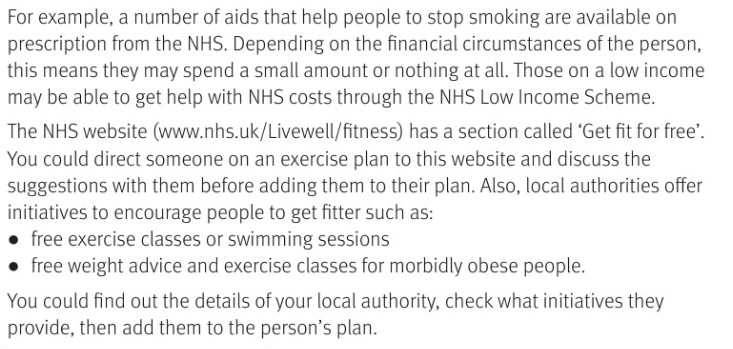 For example, a number of aids that help people to stop smoking are available on
prescription from the NHS. Depending on the financial circumstances of the person,
this means they may spend a small amount or nothing at all. Those on a low income
may be able to get help with NHS costs through the NHS Low Income Scheme.
The NHS website (www.nhs.uk/Livewell/fitness) has a section called ‘Get fit for free’.
You could direct someone on an exercise plan to this website and discuss the
suggestions with them before adding them to their plan. Also, local authorities offer
initiatives to encourage people to get fitter such as:
● free exercise classes or swimming sessions
● free weight advice and exercise classes for morbidly obese people.
You could find out the details of your local authority, check what initiatives they
provide, then add them to the person’s plan.